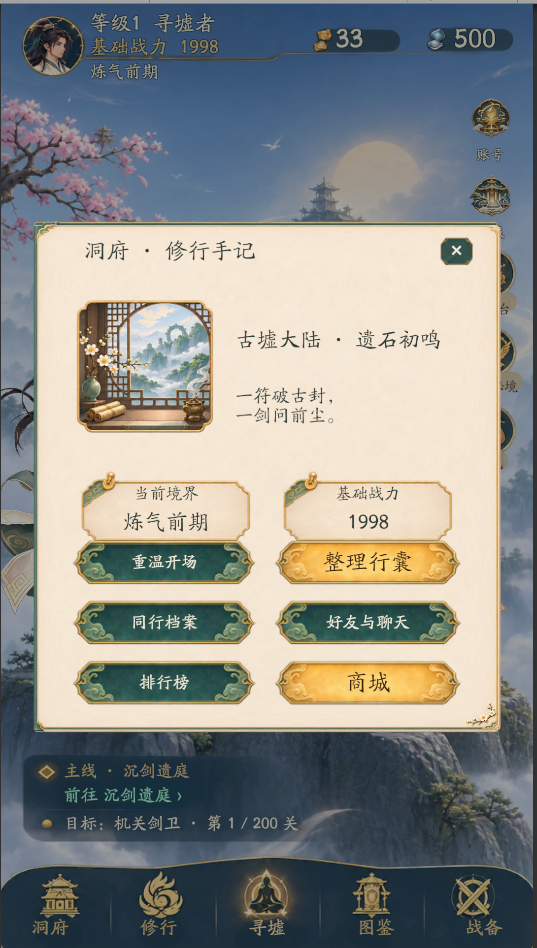 等级1 寻墟者
基础战力 1998
炼气前期
33
500
账号
台
境
洞府 · 修行手记
×
古墟大陆 · 遗石初鸣
一符破古封，
一剑问前尘。
当前境界
炼气前期
基础战力
1998
重温开场
整理行囊
同行档案
好友与聊天
排行榜
商城
主线 · 沉剑遗庭
前往 沉剑遗庭 ›
目标：机关剑卫 · 第 1 / 200 关
洞府
修行
寻墟
图鉴
战备